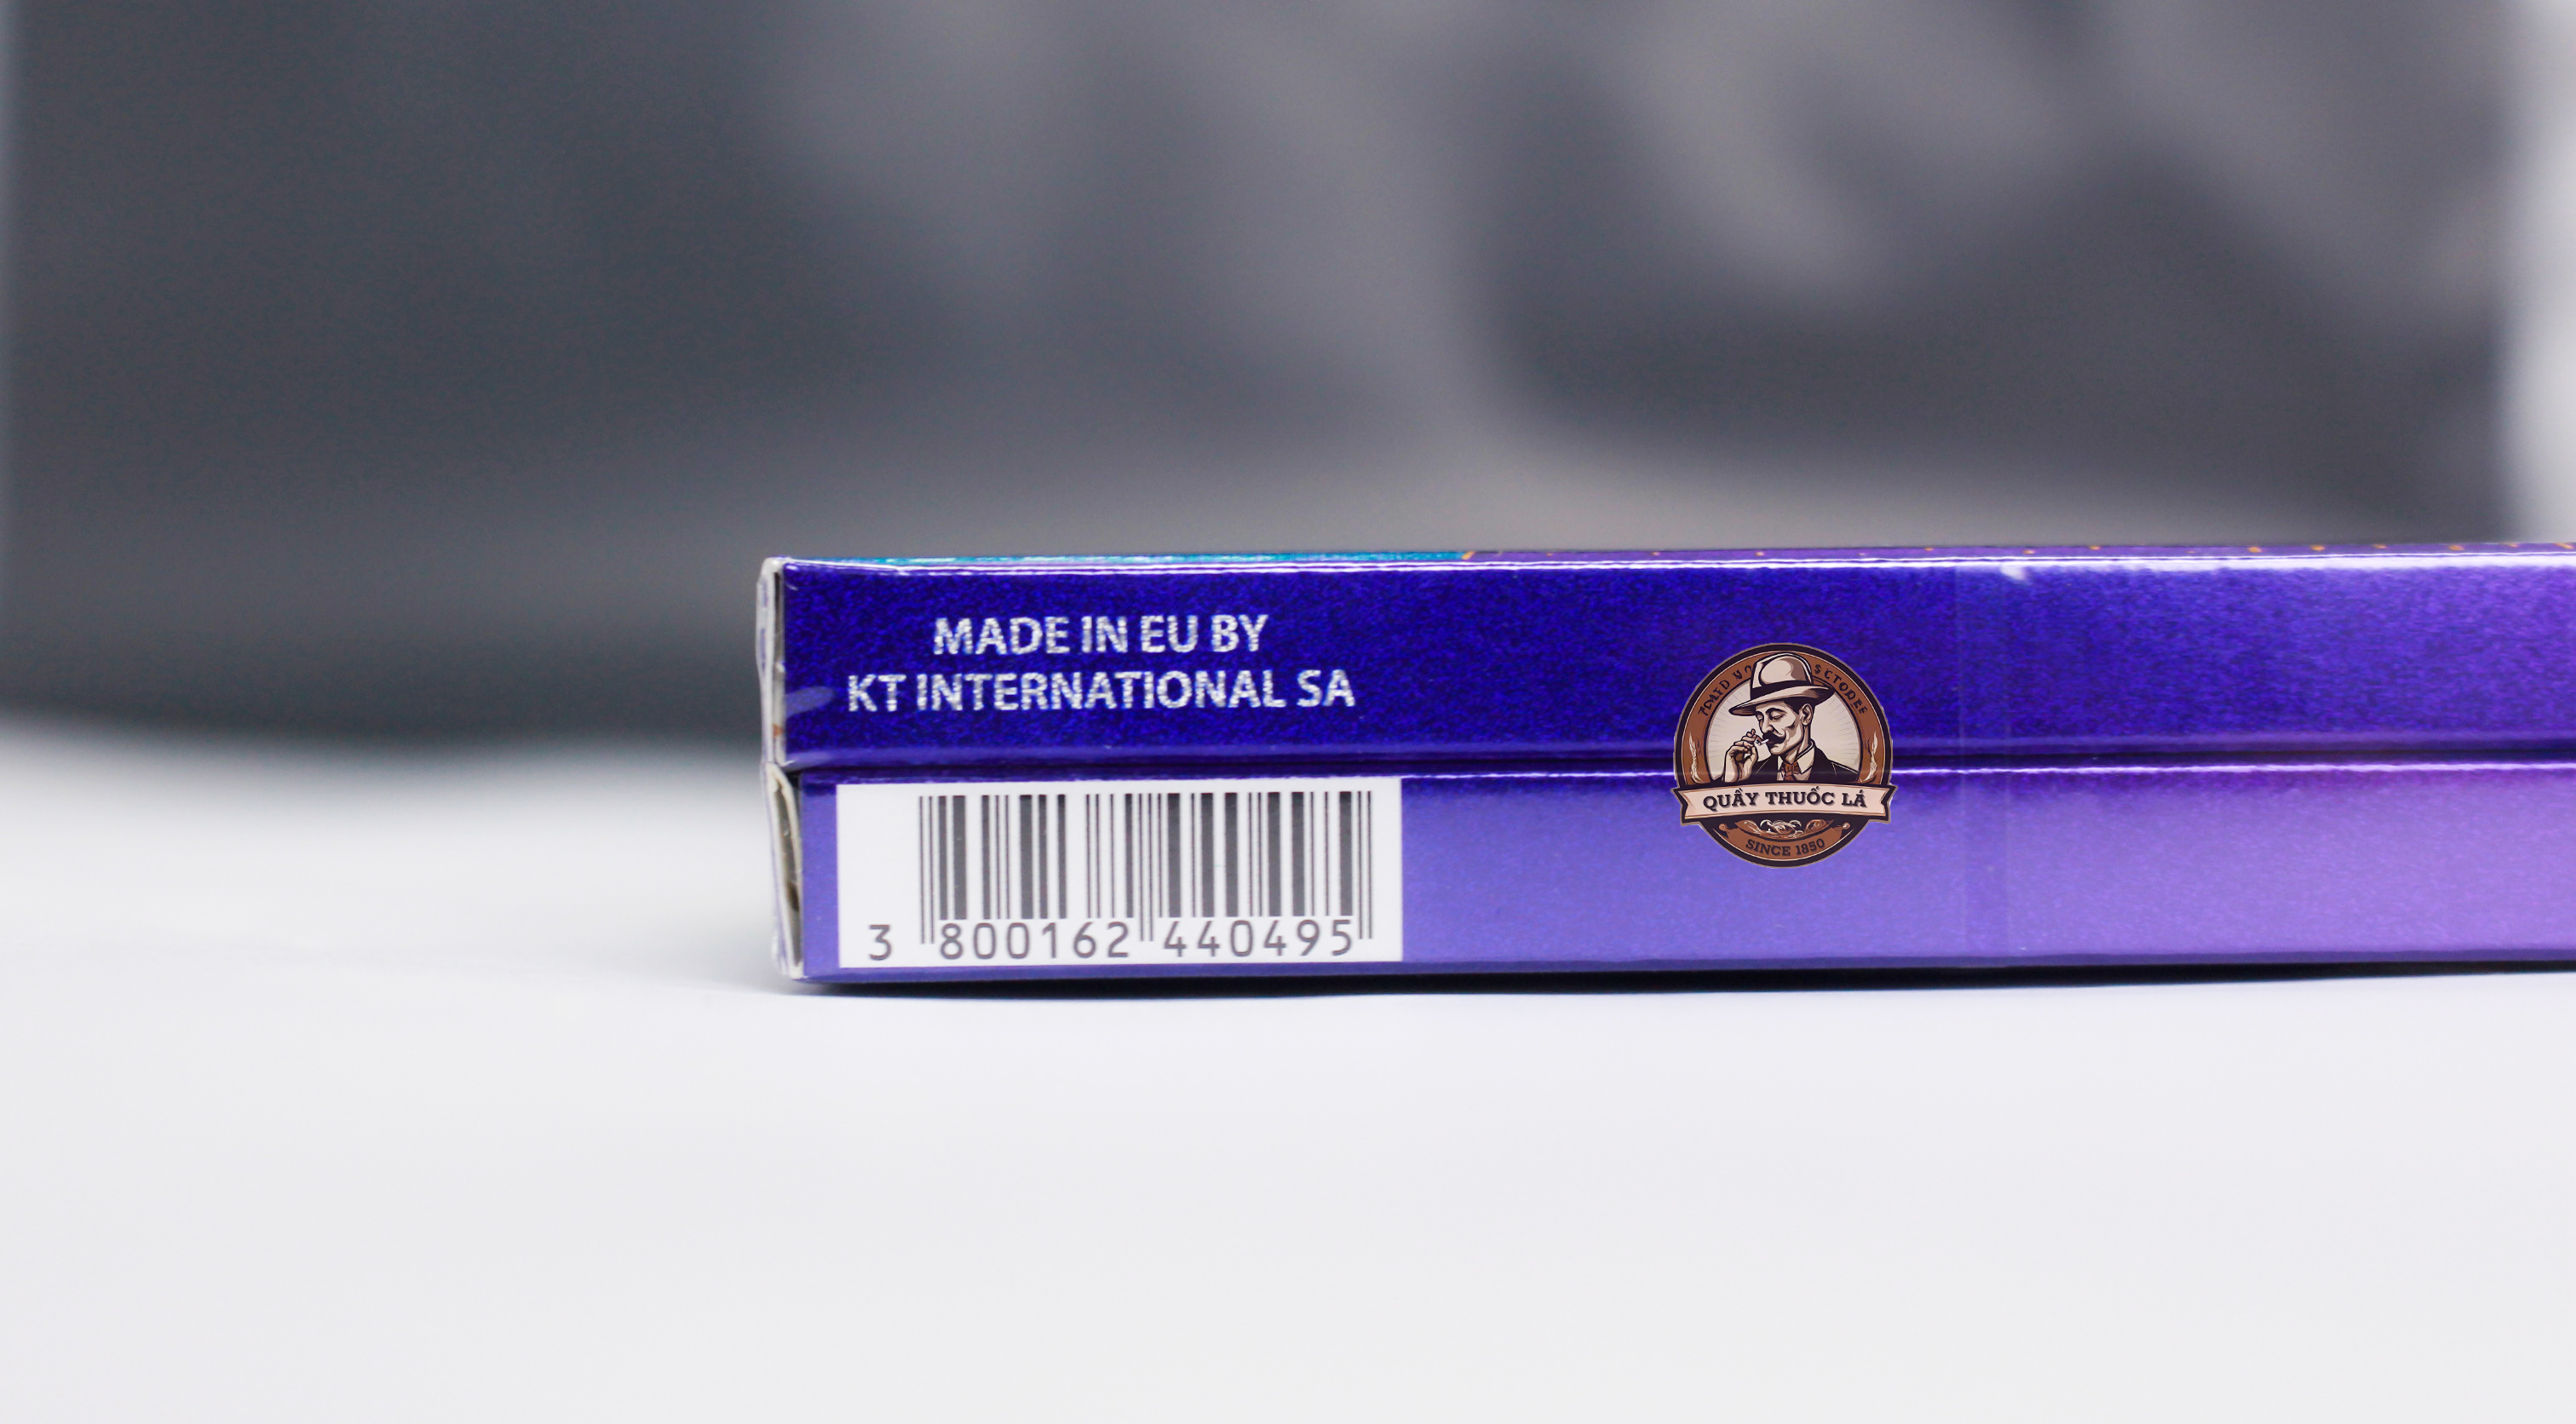 MADE IN EU BY
KT INTERNATIONAL SA
QUẦY THUỐC LÁ
SINCE 1850
3 800162 440495